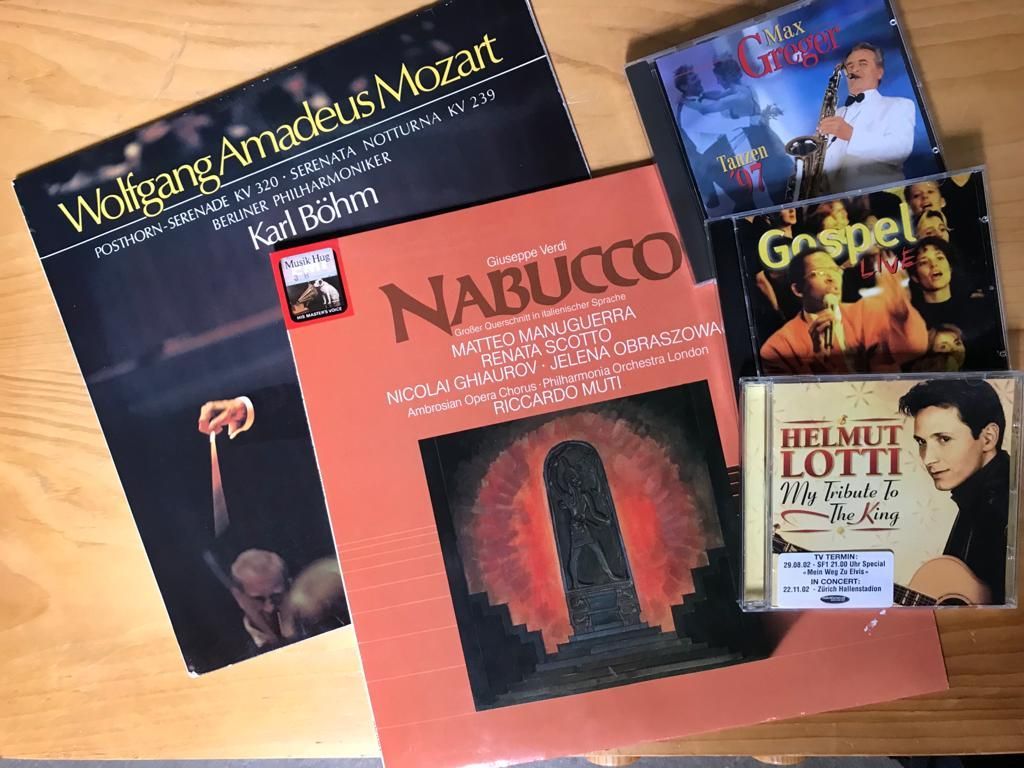 Wolfgang Amadeus Mozart
POSTHORN-SERENADE KV 320 · SERENATA NOTTURNA KV 239
BERLINER PHILHARMONIKER
Karl Böhm
Musik Hug
HIS MASTER'S VOICE
Giuseppe Verdi
NABUCCO
Großer Querschnitt in italienischer Sprache
MATTEO MANUGUERRA
RENATA SCOTTO
NICOLAI GHIAUROV · JELENA OBRASZOWA
Ambrosian Opera Chorus · Philharmonia Orchestra London
RICCARDO MUTI
Max
Greger
Tanzen
'97
Gospel
LIVE
HELMUT
LOTTI
My Tribute To
The King
TV TERMIN:
29.08.02 - SF1 21.00 Uhr Special
«Mein Weg Zu Elvis»
IN CONCERT:
22.11.02 - Zürich Hallenstadion